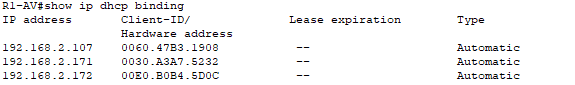 R1-AV#show ip dhcp binding
IP address Client-ID/ Lease expiration Type
Hardware address
192.168.2.107 0060.47B3.1908 -- Automatic
192.168.2.171 0030.A3A7.5232 -- Automatic
192.168.2.172 00E0.B0B4.5D0C -- Automatic